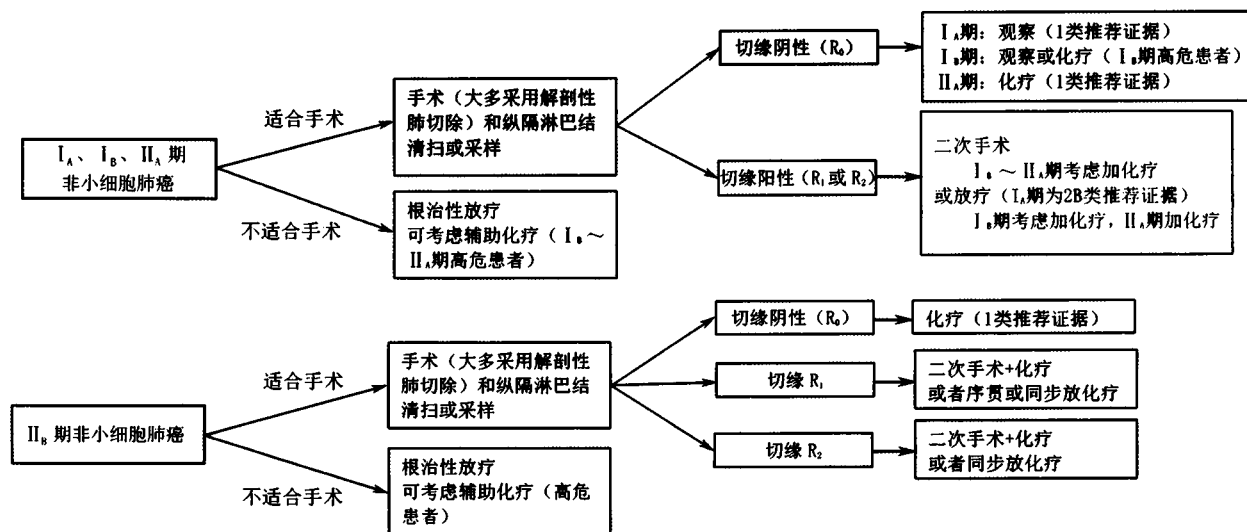 ⅠA、ⅠB、ⅡA 期
非小细胞肺癌
适合手术
不适合手术
手术（大多采用解剖性
肺切除）和纵隔淋巴结
清扫或采样
根治性放疗
可考虑辅助化疗（ⅠB～
ⅡA期高危患者）
切缘阴性（R0）
切缘阳性（R1或 R2）
ⅠA期：观察（1类推荐证据）
ⅠB期：观察或化疗（ⅠB期高危患者）
ⅡA期：化疗（1类推荐证据）
二次手术
ⅠB～ⅡA期考虑加化疗
或放疗（ⅠA期为2B类推荐证据）
ⅠB期考虑加化疗，ⅡA期加化疗
ⅡB 期非小细胞肺癌
适合手术
不适合手术
手术（大多采用解剖性
肺切除）和纵隔淋巴结
清扫或采样
根治性放疗
可考虑辅助化疗（高危
患者）
切缘阴性（R0）
切缘 R1
切缘 R2
化疗（1类推荐证据）
二次手术+化疗
或者序贯或同步放化疗
二次手术+化疗
或者同步放化疗